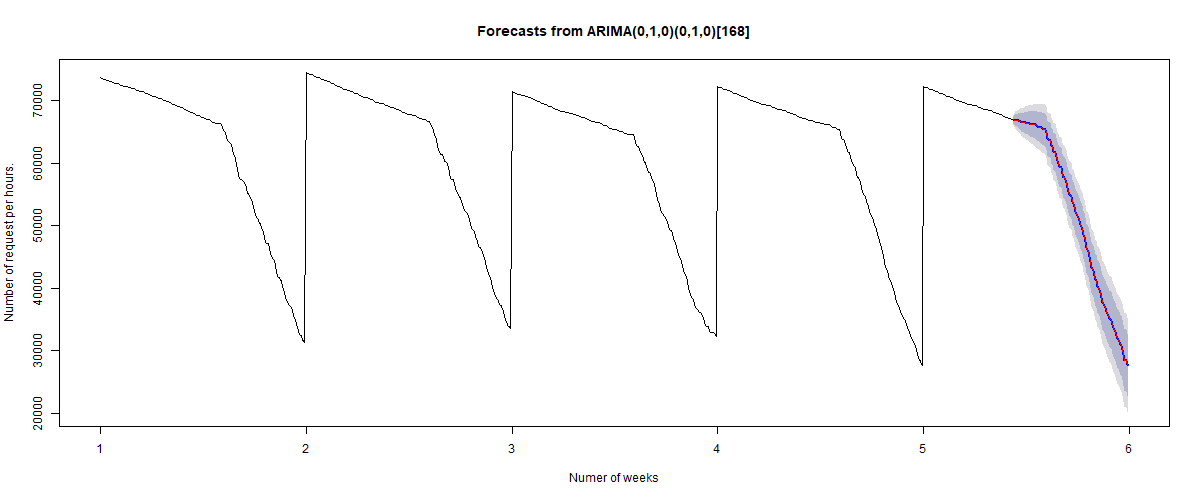 Forecasts from ARIMA(0,1,0)(0,1,0)[168]
Number of request per hours.
70000
60000
50000
40000
30000
20000
1 2 3 4 5 6
Numer of weeks